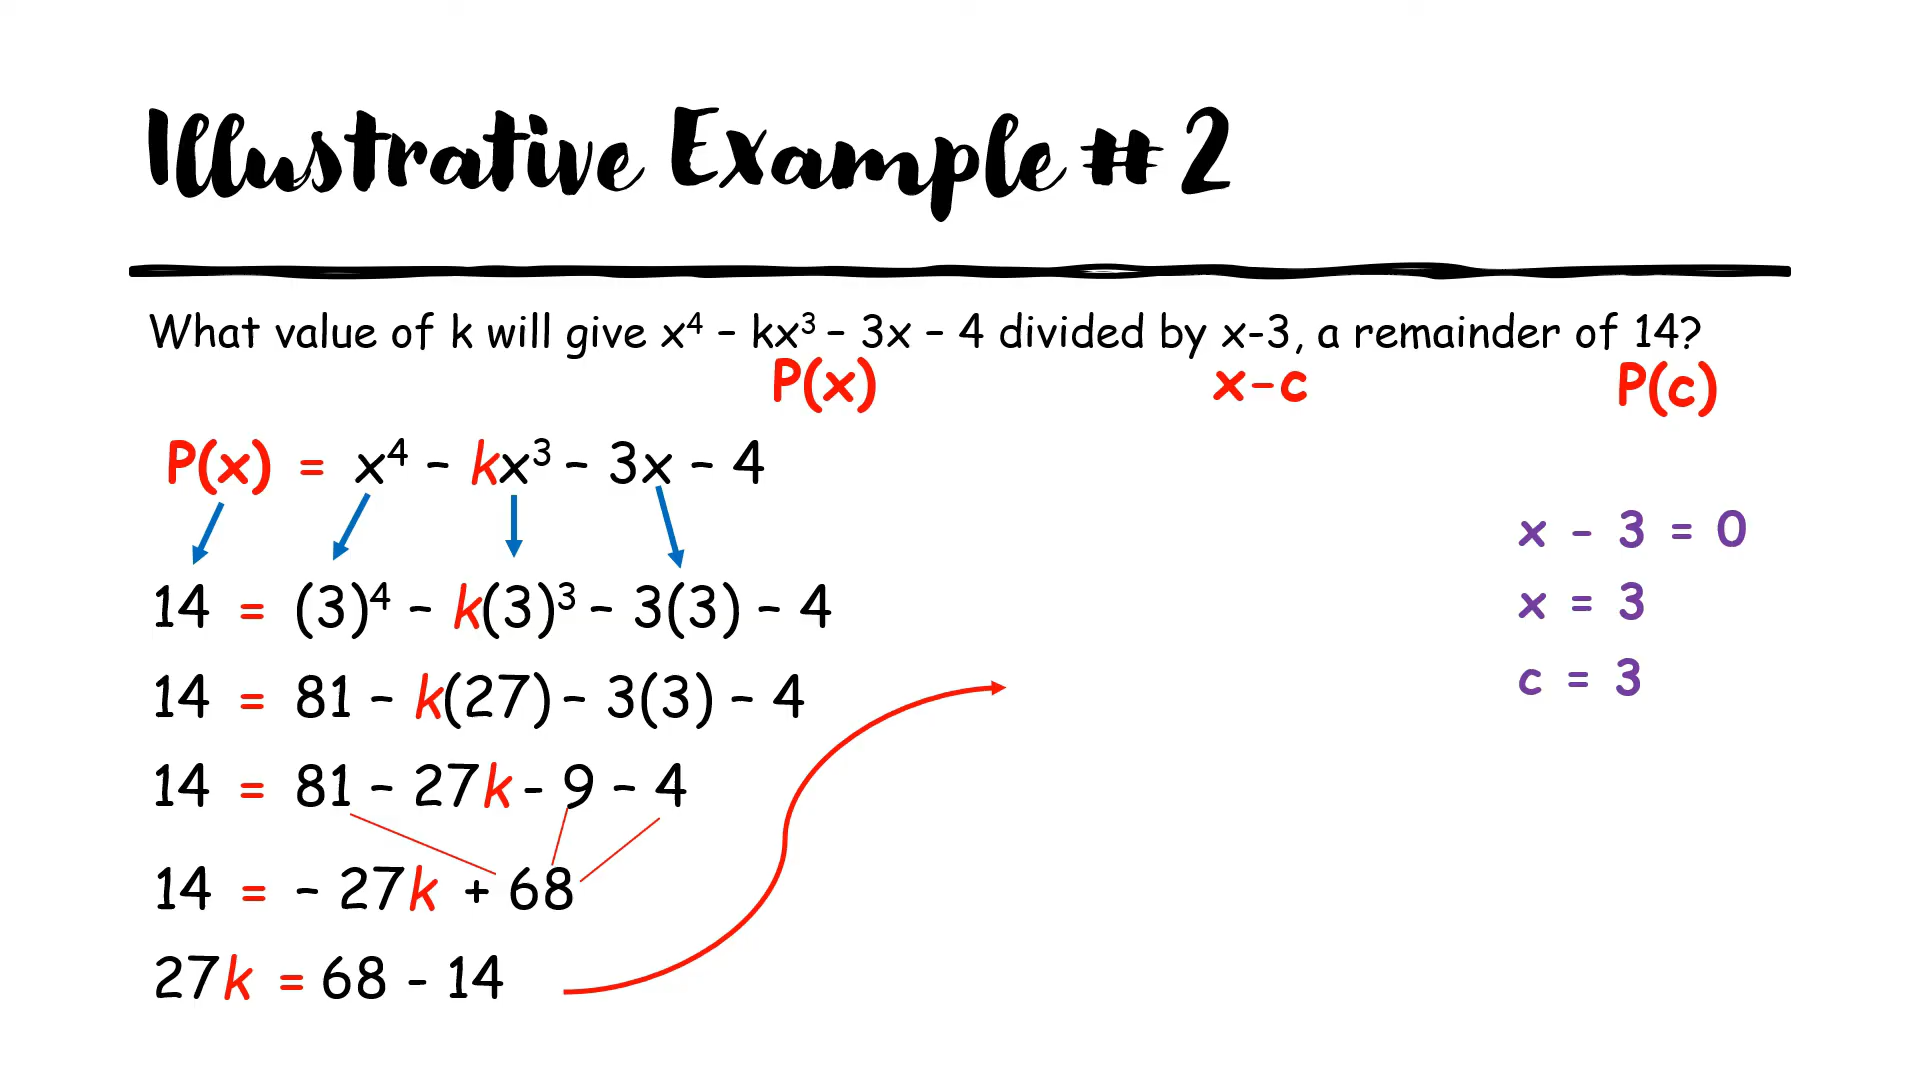 Illustrative Example #2
What value of k will give x⁴ – kx³ – 3x – 4 divided by x-3, a remainder of 14?
P(x) x-c P(c)
P(x) = x⁴ – kx³ – 3x – 4
14 = (3)⁴ – k(3)³ – 3(3) – 4
14 = 81 – k(27) – 3(3) – 4
14 = 81 – 27k - 9 – 4
14 = – 27k + 68
27k = 68 - 14
x - 3 = 0
x = 3
c = 3